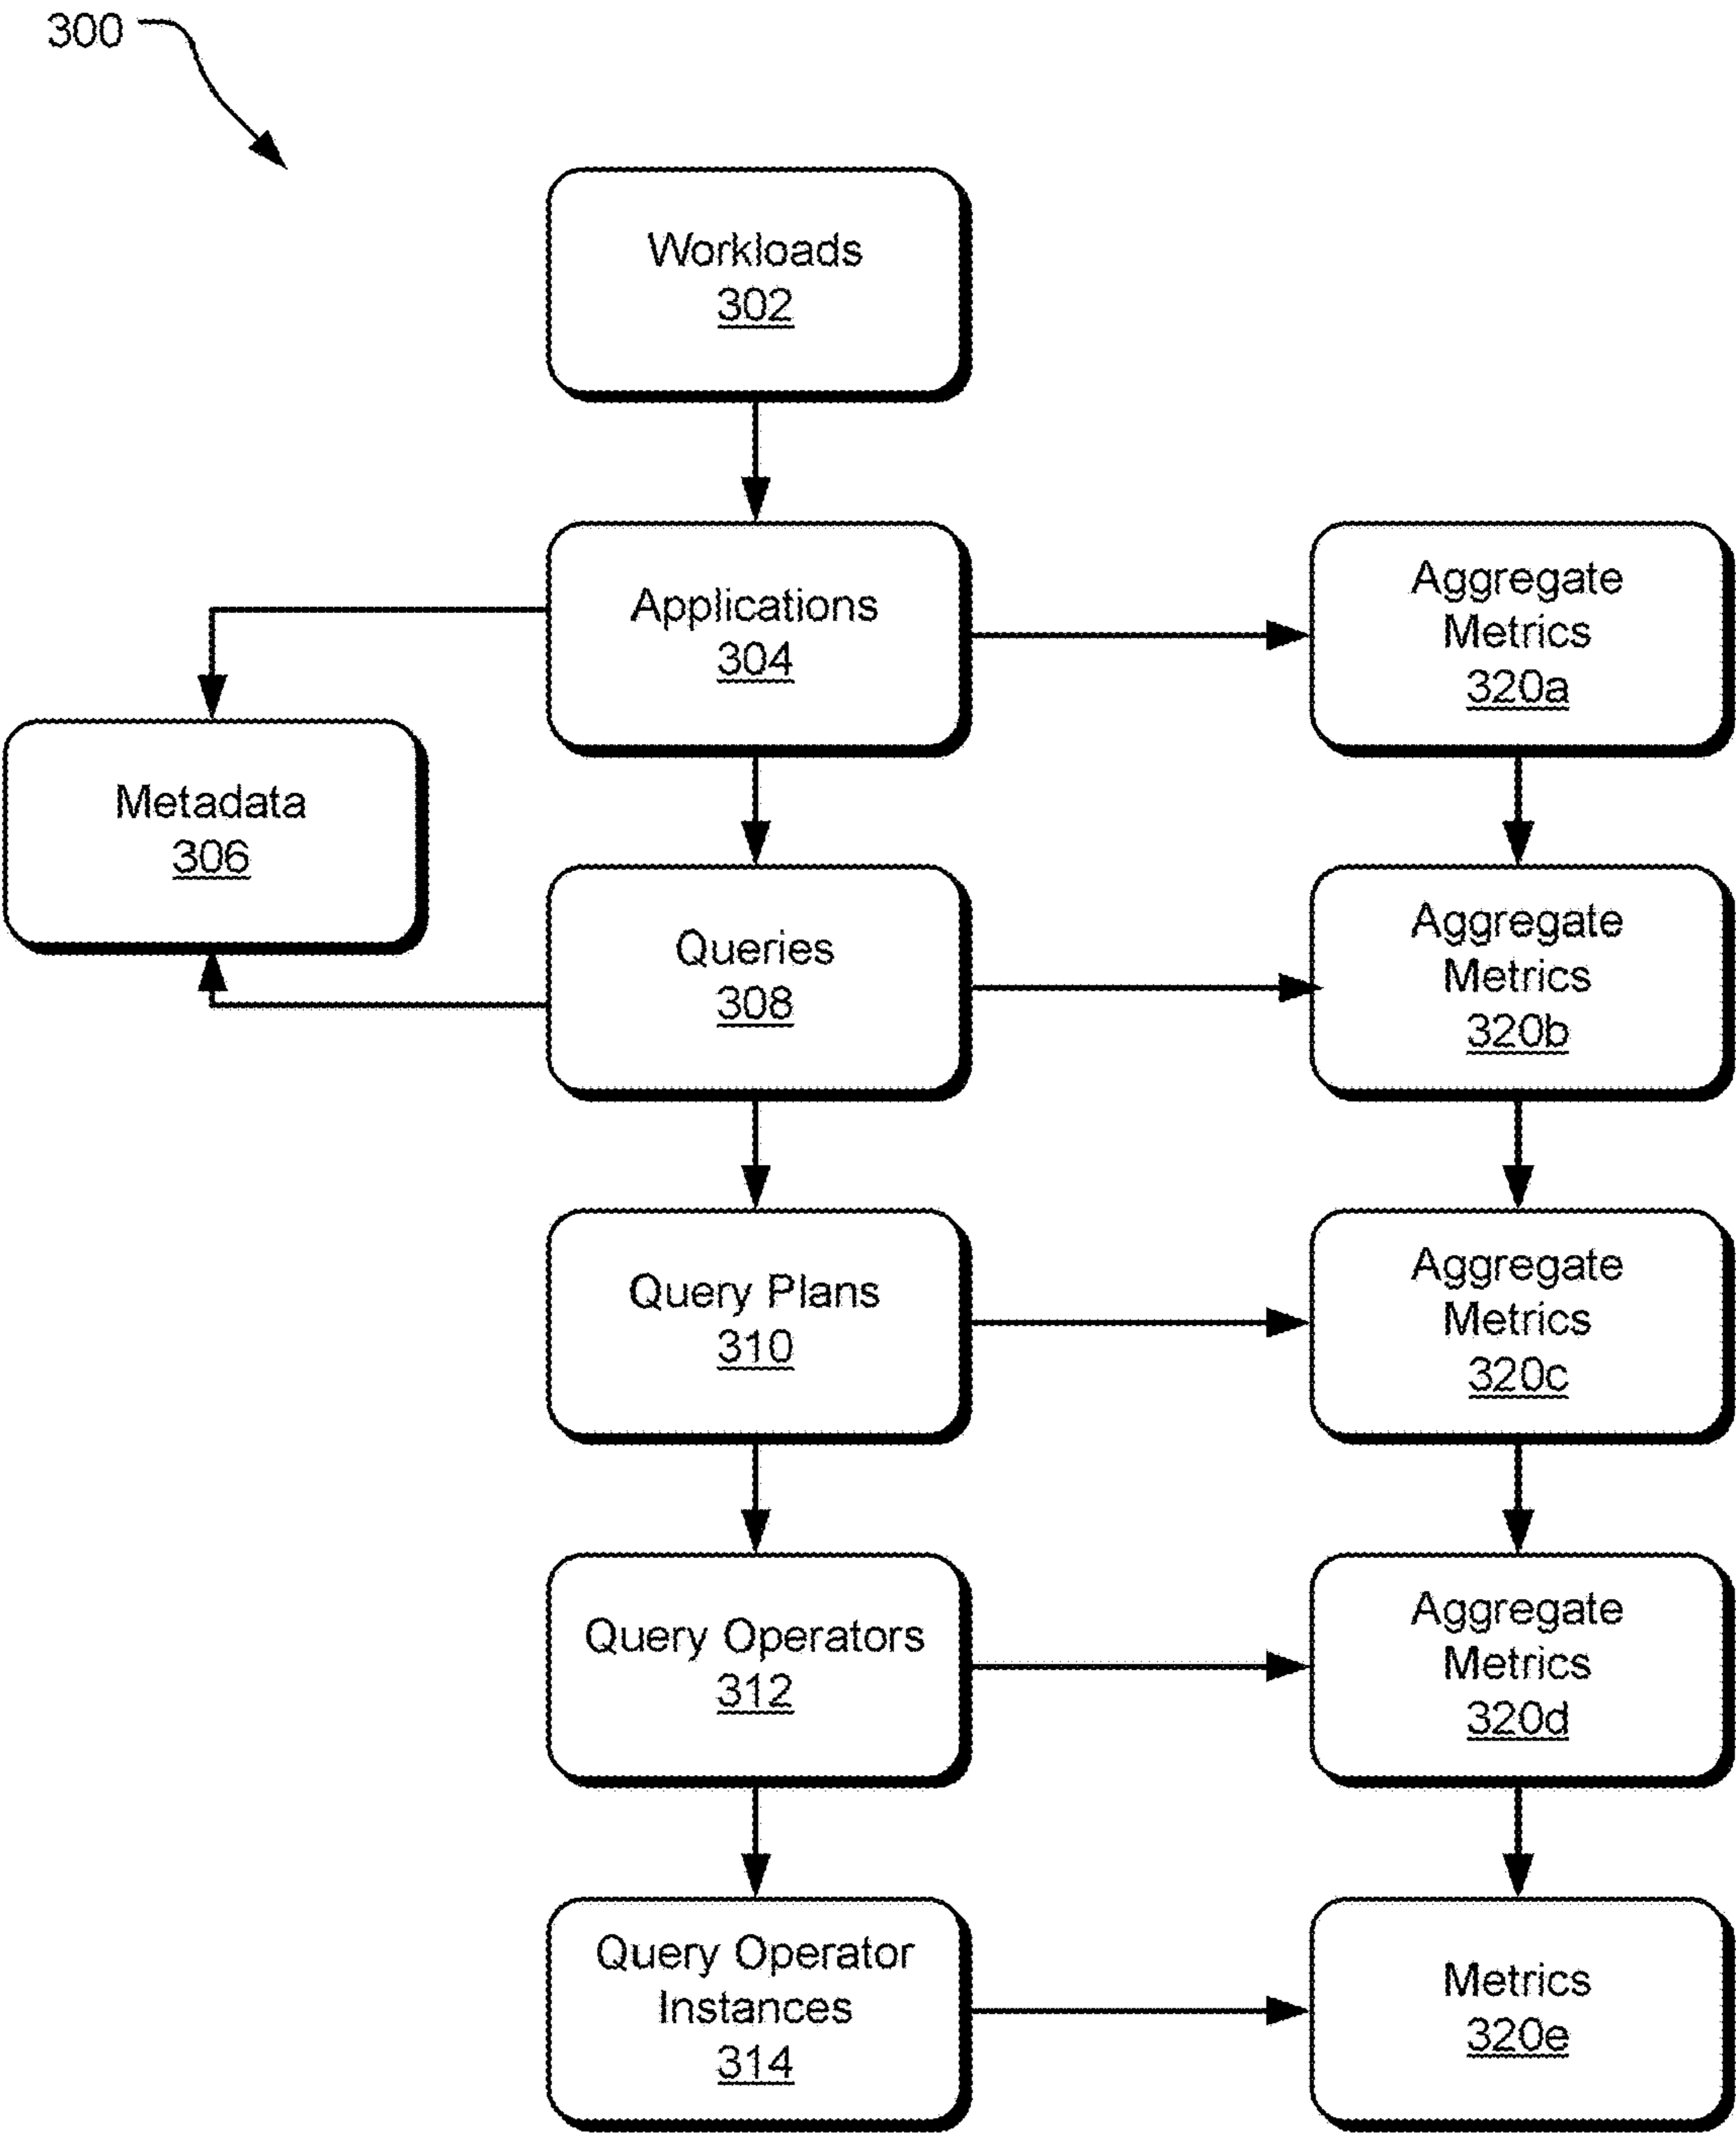 300
Workloads
302
Applications
304
Aggregate
Metrics
320a
Metadata
306
Queries
308
Aggregate
Metrics
320b
Query Plans
310
Aggregate
Metrics
320c
Query Operators
312
Aggregate
Metrics
320d
Query Operator
Instances
314
Metrics
320e